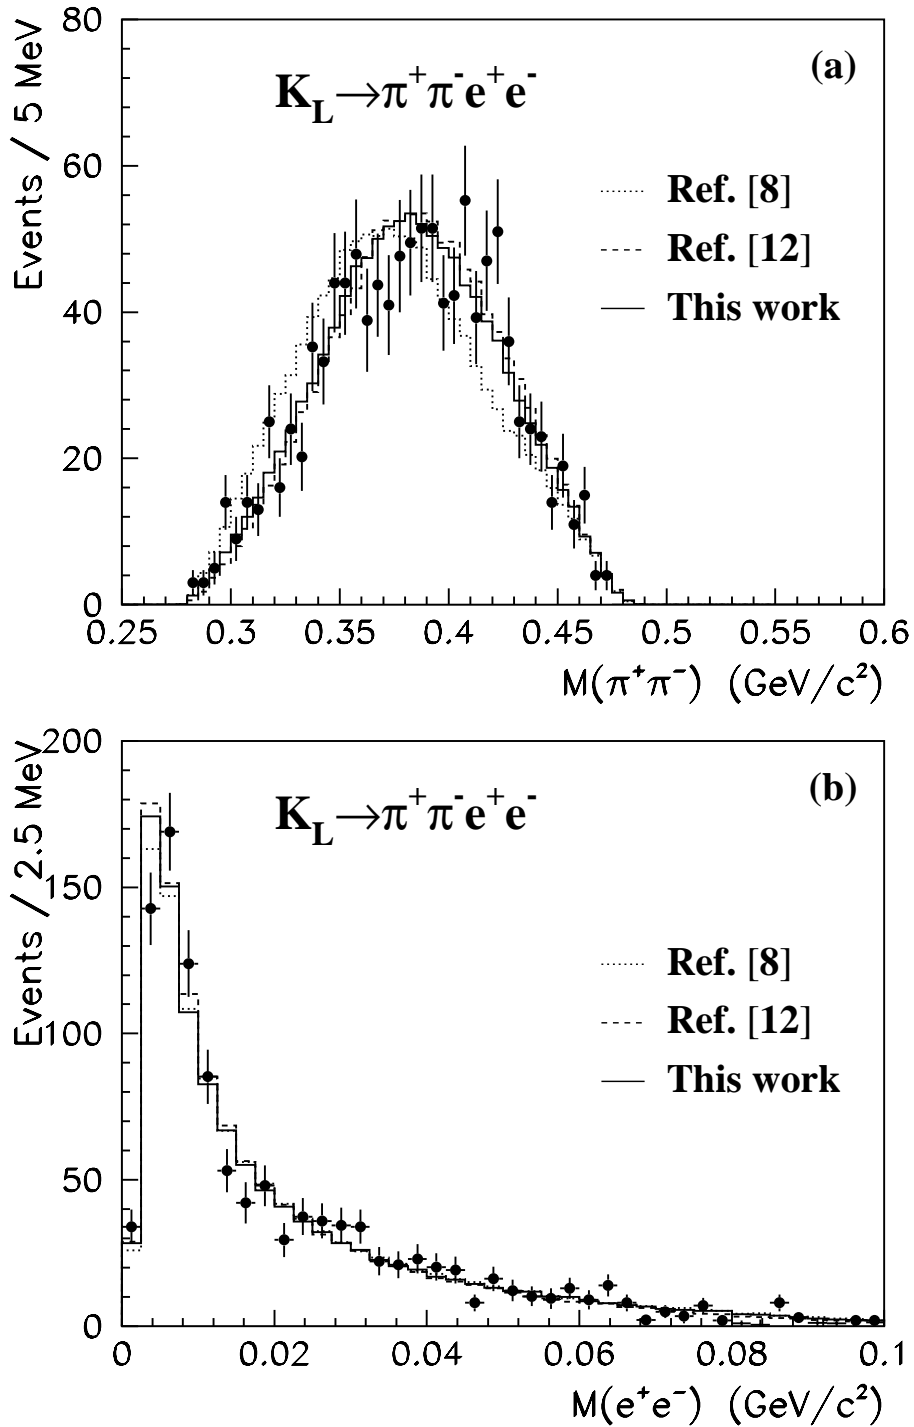 80
(a)
K_L→π⁺π⁻e⁺e⁻
Events / 5 MeV
60
Ref. [8]
Ref. [12]
This work
40
20
0
0.25 0.3 0.35 0.4 0.45 0.5 0.55 0.6
M(π⁺π⁻) (GeV/c²)
200
(b)
K_L→π⁺π⁻e⁺e⁻
Events / 2.5 MeV
150
Ref. [8]
Ref. [12]
This work
100
50
0
0 0.02 0.04 0.06 0.08 0.1
M(e⁺e⁻) (GeV/c²)